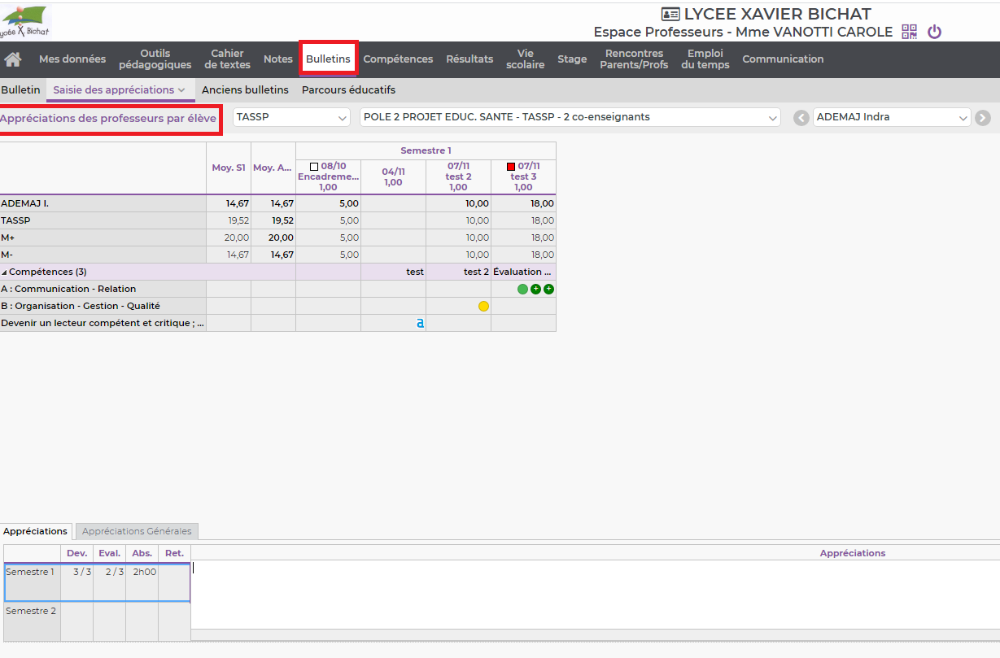 Lycée X Bichat
LYCEE XAVIER BICHAT
Espace Professeurs - Mme VANOTTI CAROLE
Mes données
Outils pédagogiques
Cahier de textes
Notes
Bulletins
Compétences
Résultats
Vie scolaire
Stage
Rencontres Parents/Profs
Emploi du temps
Communication
Bulletin Saisie des appréciations Anciens bulletins Parcours éducatifs
Appréciations des professeurs par élève TASSP POLE 2 PROJET EDUC. SANTE - TASSP - 2 co-enseignants ADEMAJ Indra
Semestre 1
Moy. S1 Moy. A...
08/10 Encadreme... 1,00
04/11 1,00
07/11 test 2 1,00
07/11 test 3 1,00
ADEMAJ I. 14,67 14,67 5,00 10,00 18,00
TASSP 19,52 19,52 5,00 10,00 18,00
M+ 20,00 20,00 5,00 10,00 18,00
M- 14,67 14,67 5,00 10,00 18,00
Compétences (3) test test 2 Évaluation ...
A : Communication - Relation + +
B : Organisation - Gestion - Qualité
Devenir un lecteur compétent et critique ; ... a
Appréciations Appréciations Générales
Dev. Eval. Abs. Ret. Appréciations
Semestre 1 3 / 3 2 / 3 2h00
Semestre 2